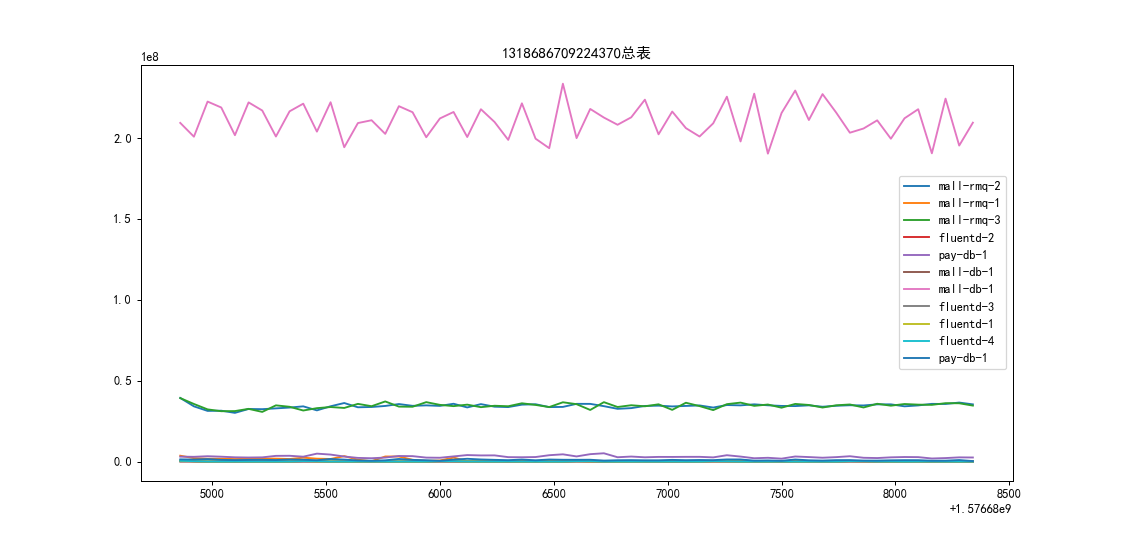 1318686709224370总表
1e8
2.0
1.5
1.0
0.5
0.0
mall-rmq-2
mall-rmq-1
mall-rmq-3
fluentd-2
pay-db-1
mall-db-1
mall-db-1
fluentd-3
fluentd-1
fluentd-4
pay-db-1
5000 5500 6000 6500 7000 7500 8000 8500
+1.57668e9